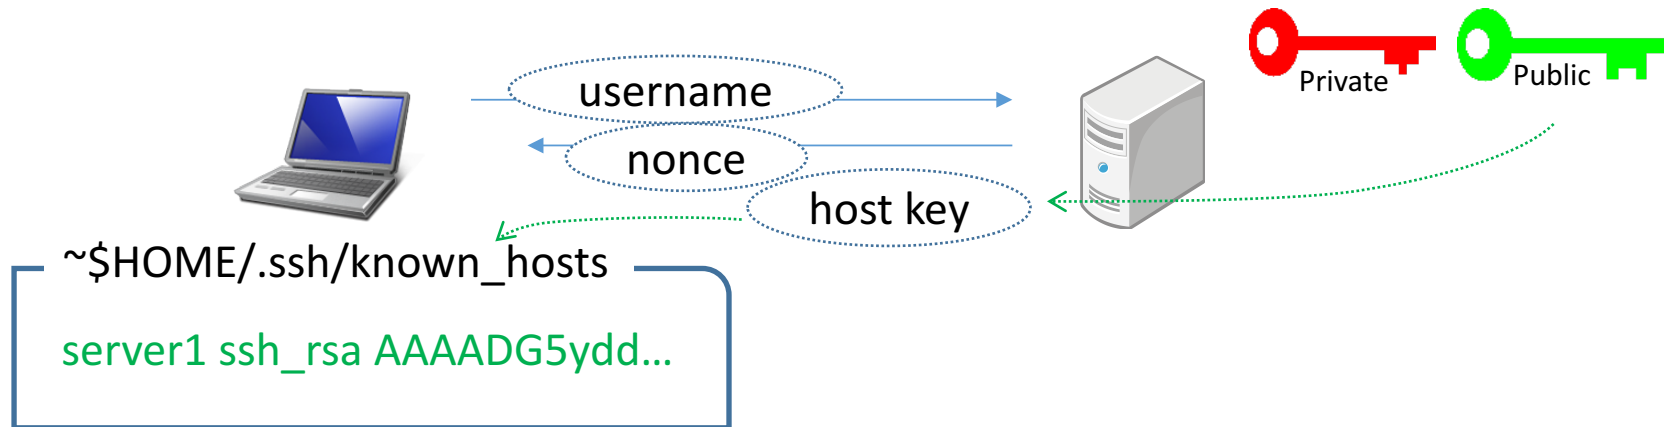 username
Private
Public
nonce
host key
~$HOME/.ssh/known_hosts
server1 ssh_rsa AAAADG5ydd…